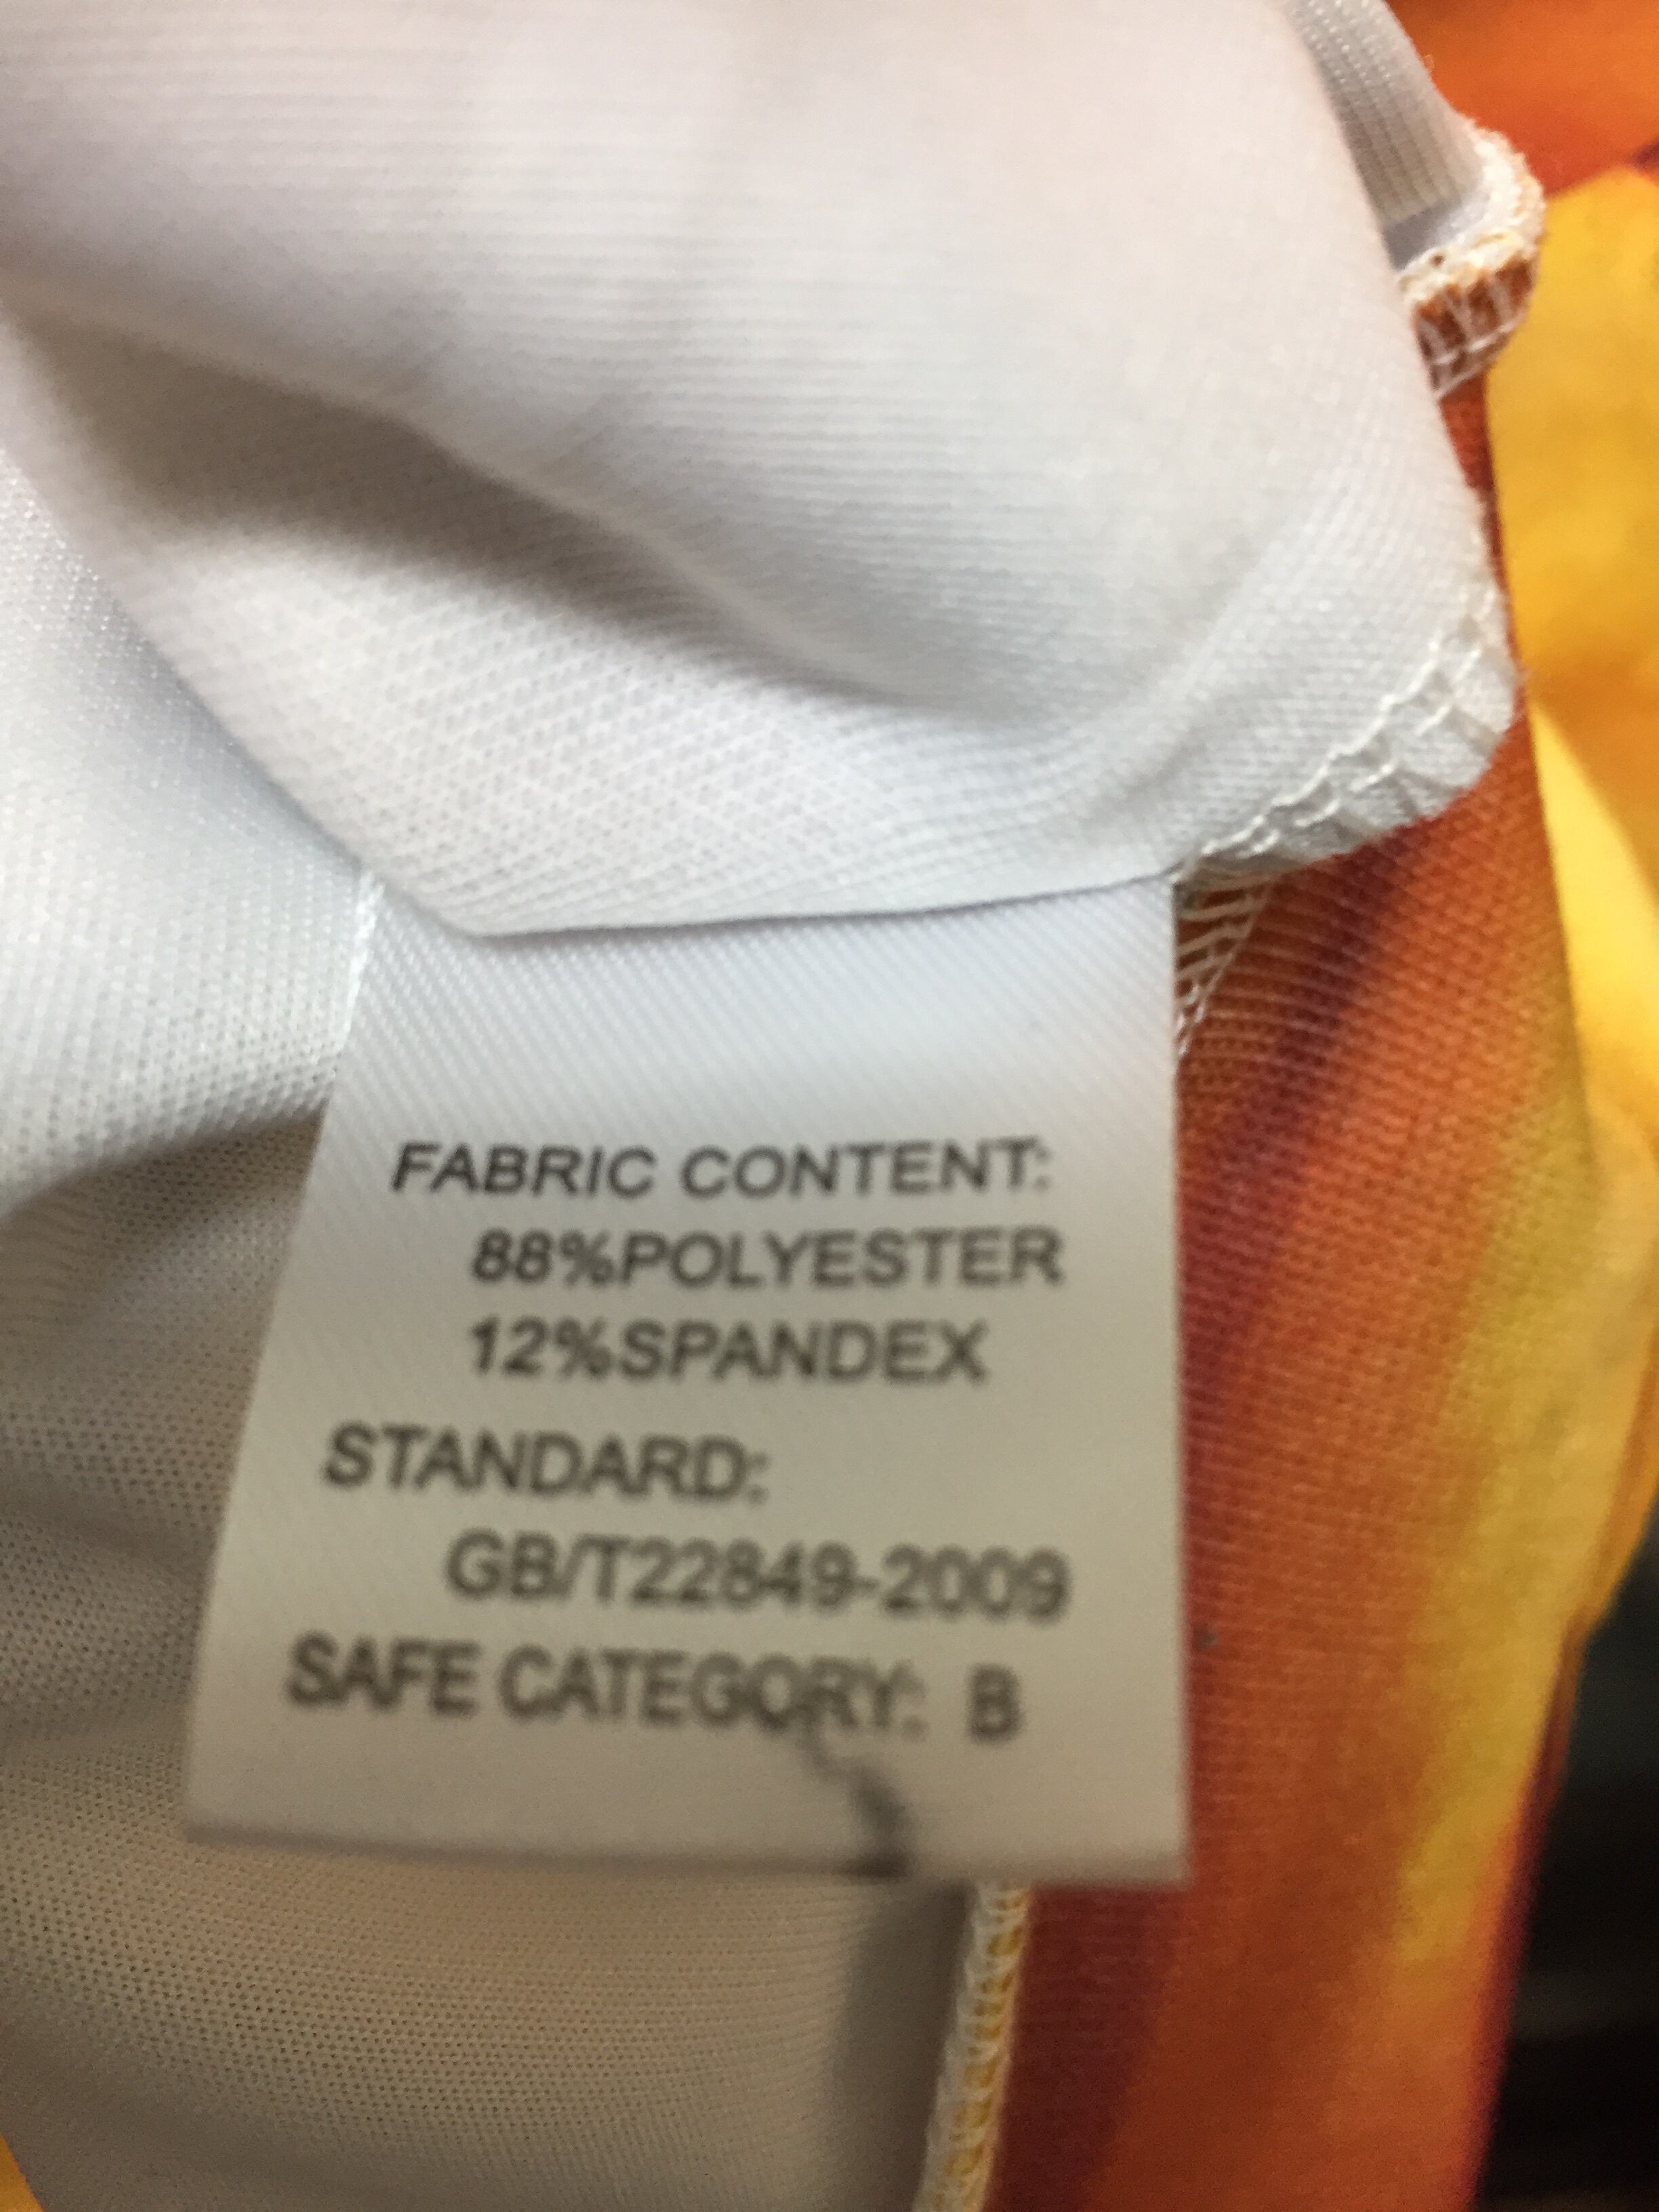 FABRIC CONTENT:
88%POLYESTER
12%SPANDEX
STANDARD:
GB/T22849-2009
SAFE CATEGORY: B